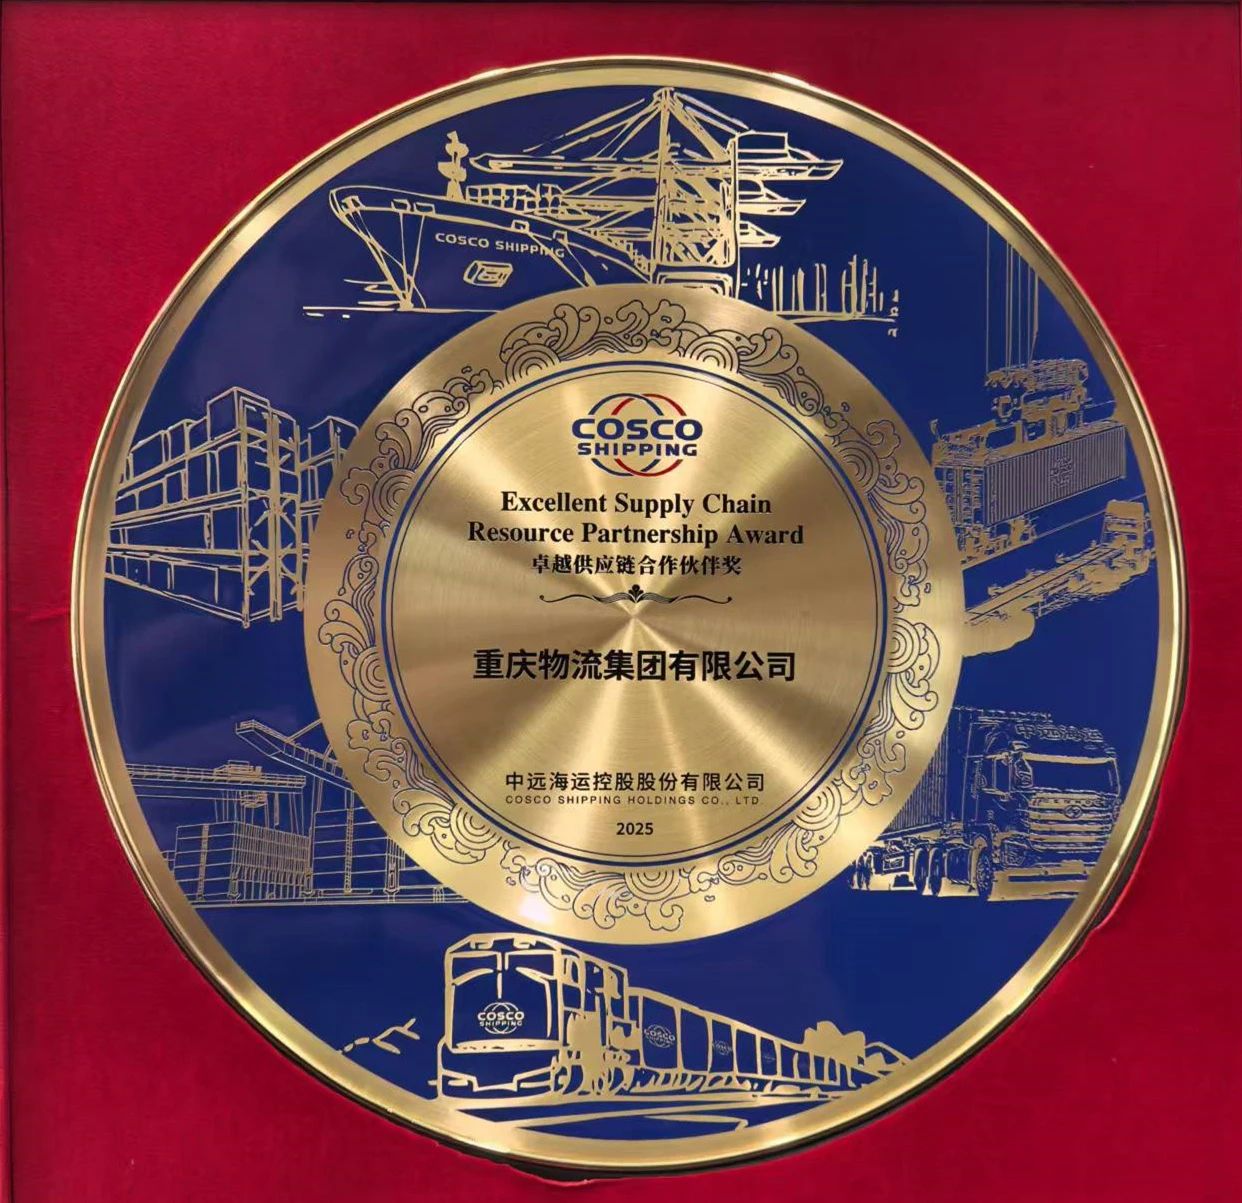 COSCO SHIPPING
COSCO
SHIPPING
Excellent Supply Chain
Resource Partnership Award
卓越供应链合作伙伴奖
重庆物流集团有限公司
中远海运控股股份有限公司
COSCO SHIPPING HOLDINGS CO., LTD.
2025
COSCO
SHIPPING
COSCO